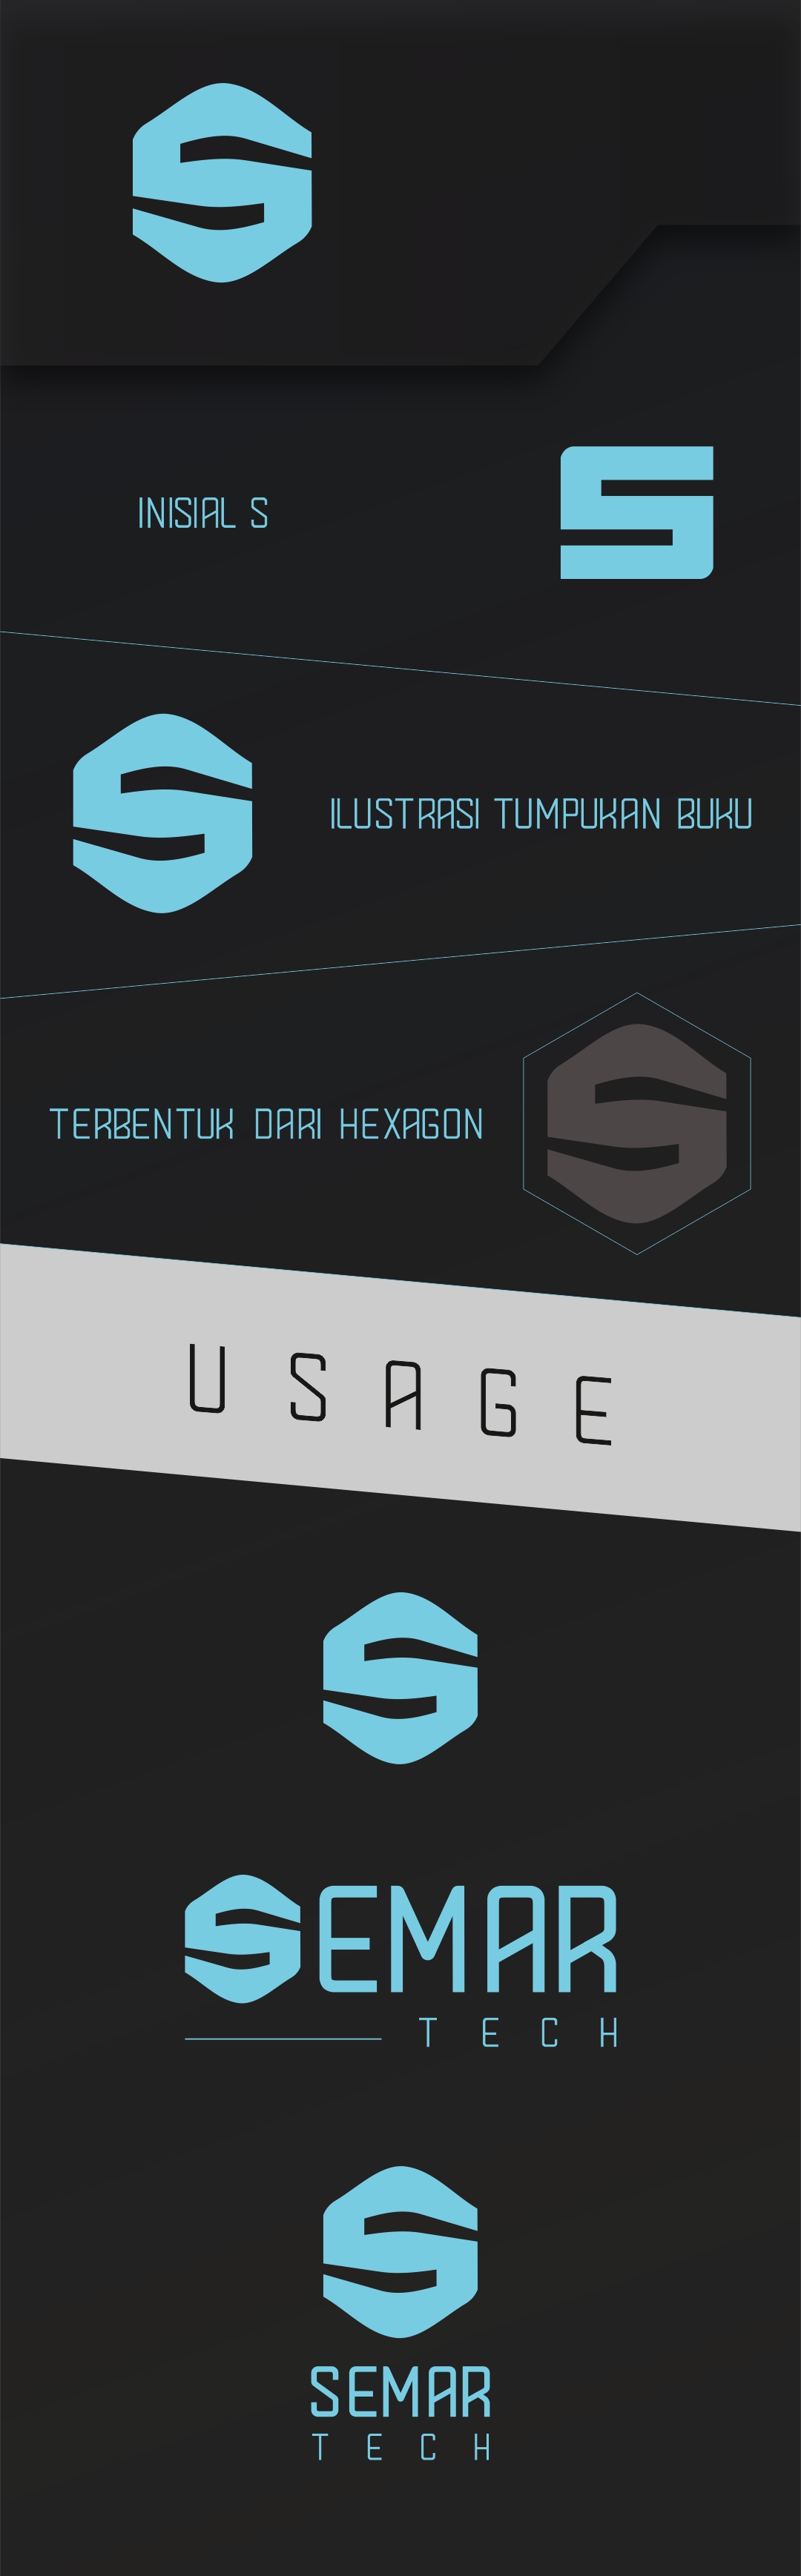 INISIAL S
ILUSTRASI TUMPUKAN BUKU
TERBENTUK DARI HEXAGON
USAGE
SEMAR
TECH
SEMAR
TECH